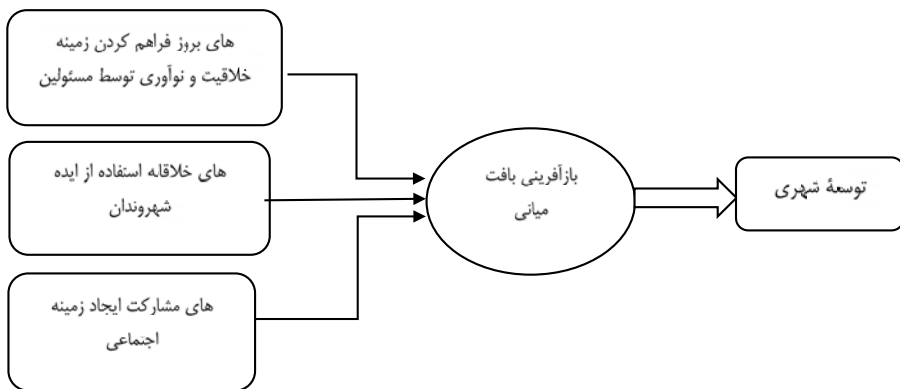 های بروز فراهم کردن زمینه
خلاقیت و نوآوری توسط مسئولین
های خلاقانه استفاده از ایده
شهروندان
های مشارکت ایجاد زمینه
اجتماعی
بازآفرینی بافت
میانی
توسعۀ شهری